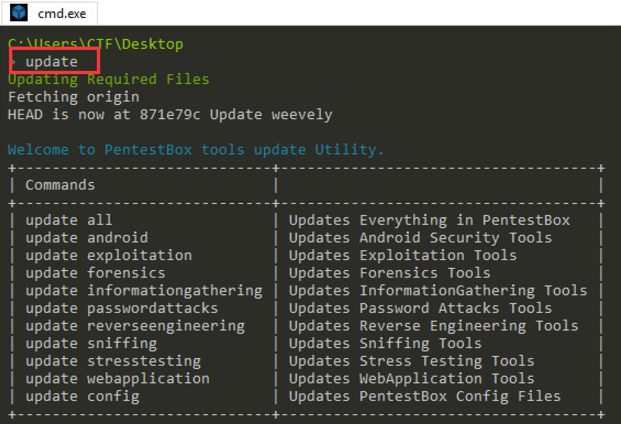 cmd.exe
C:\Users\CTF\Desktop
> update
Updating Required Files
Fetching origin
HEAD is now at 871e79c Update weevely
Welcome to PentestBox tools update Utility.
+------------------------------+------------------------------------+
| Commands | |
+------------------------------+------------------------------------+
| update all | Updates Everything in PentestBox |
| update android | Updates Android Security Tools |
| update exploitation | Updates Exploitation Tools |
| update forensics | Updates Forensics Tools |
| update informationgathering | Updates InformationGathering Tools |
| update passwordattacks | Updates Password Attacks Tools |
| update reverseengineering | Updates Reverse Engineering Tools |
| update sniffing | Updates Sniffing Tools |
| update stresstesting | Updates Stress Testing Tools |
| update webapplication | Updates WebApplication Tools |
| update config | Updates PentestBox Config Files |
+------------------------------+------------------------------------+